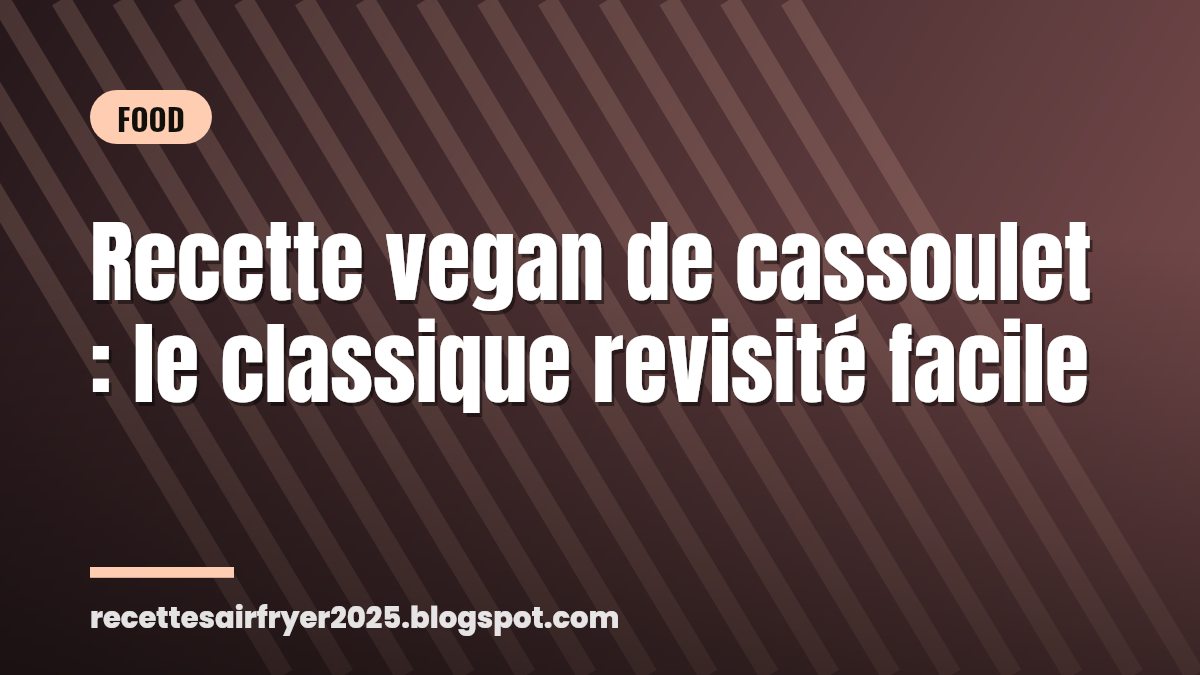 FOOD
Recette vegan de cassoulet
: le classique revisité facile
recettesairfryer2025.blogspot.com